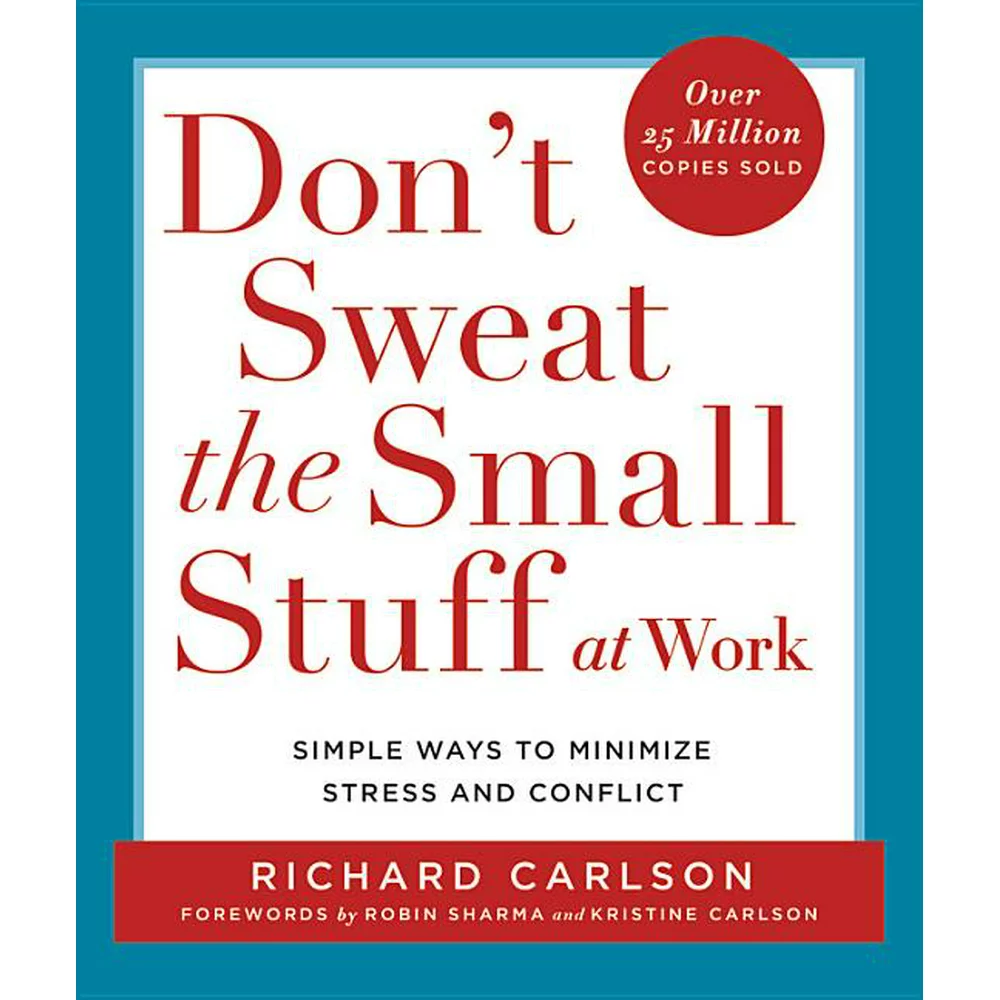 Over
25 Million
COPIES SOLD
Don't
Sweat
the Small
Stuff at Work
SIMPLE WAYS TO MINIMIZE
STRESS AND CONFLICT
RICHARD CARLSON
FOREWORDS by ROBIN SHARMA and KRISTINE CARLSON